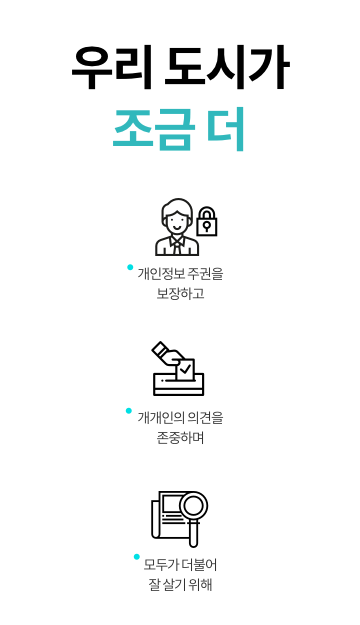 우리 도시가
조금 더
개인정보 주권을
보장하고
개개인의 의견을
존중하며
모두가 더불어
잘 살기 위해